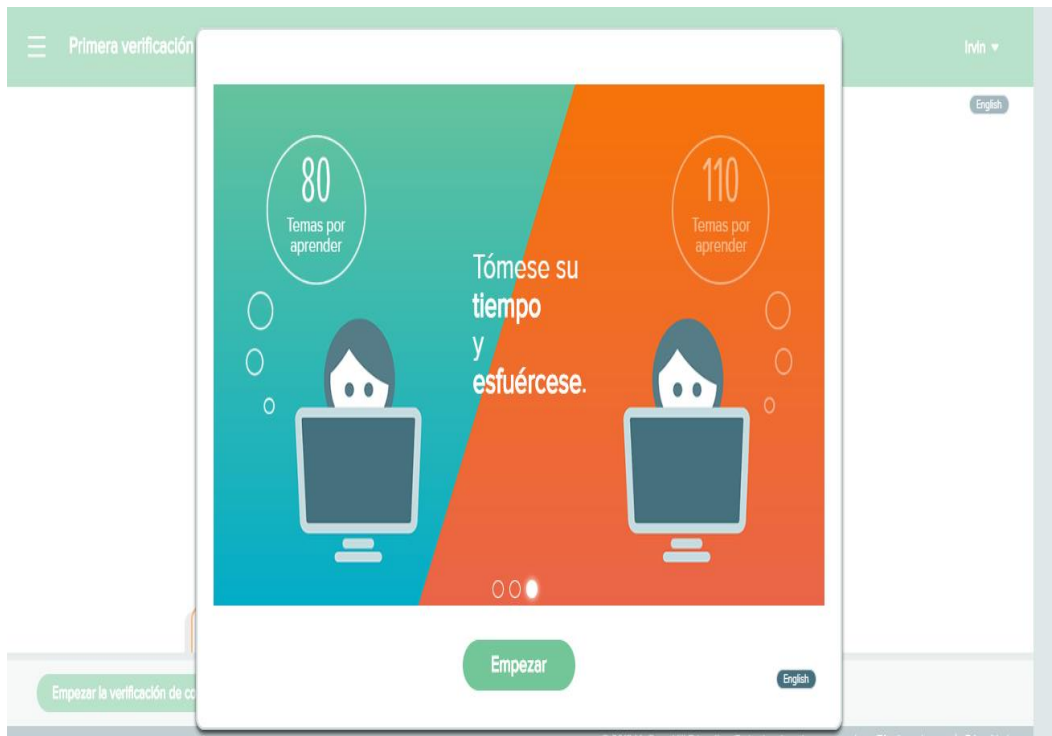 Primera verificación
Irvin
English
80
Temas por
aprender
110
Temas por
aprender
Tómese su
tiempo
y
esfuércese.
Empezar
English
Empezar la verificación de co